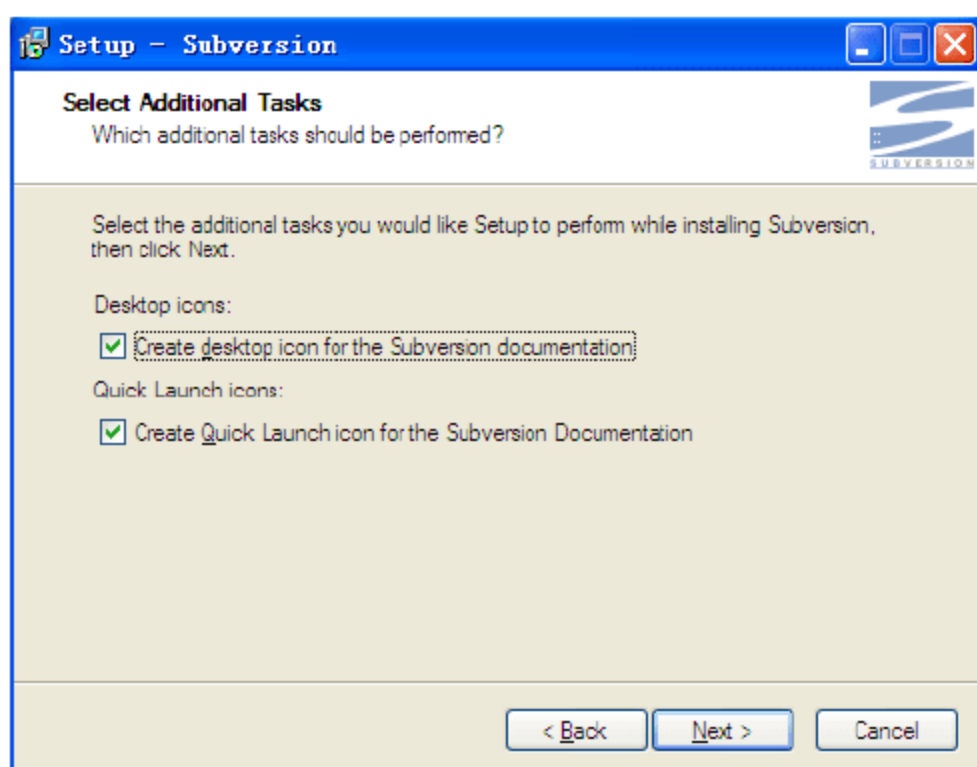 Setup - Subversion
Select Additional Tasks
Which additional tasks should be performed?
SUBVERSION
Select the additional tasks you would like Setup to perform while installing Subversion,
then click Next.
Desktop icons:
Create desktop icon for the Subversion documentation
Quick Launch icons:
Create Quick Launch icon for the Subversion Documentation
< Back
Next >
Cancel